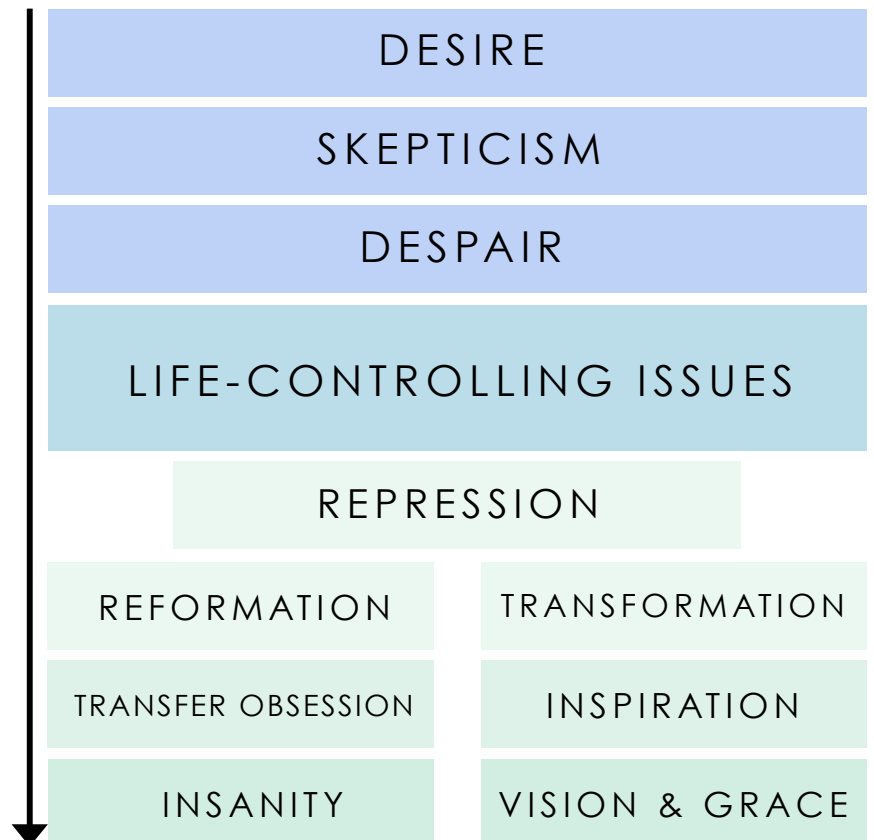 DESIRE
SKEPTICISM
DESPAIR
LIFE-CONTROLLING ISSUES
REPRESSION
REFORMATION
TRANSFORMATION
TRANSFER OBSESSION
INSPIRATION
INSANITY
VISION & GRACE